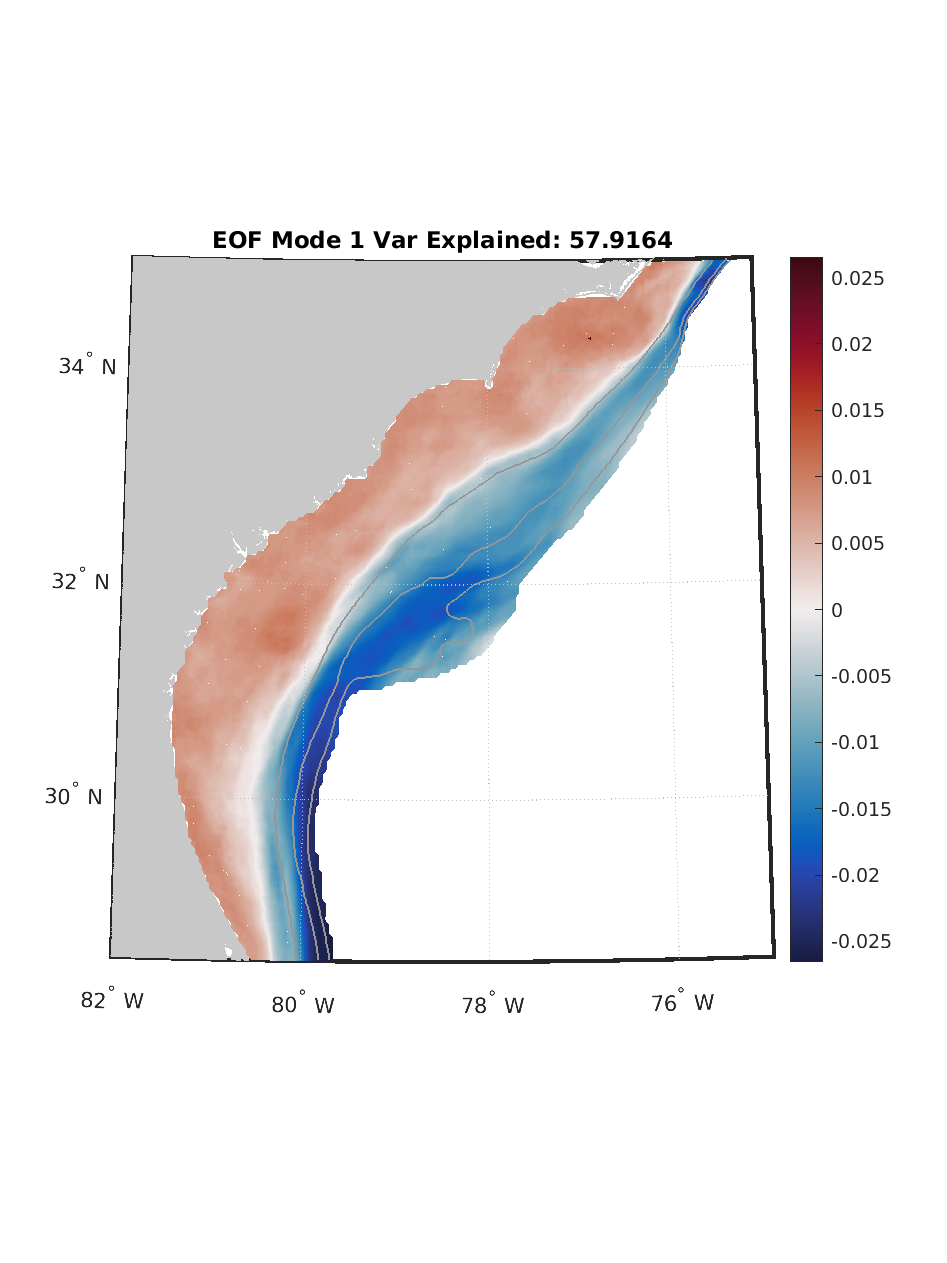 EOF Mode 1 Var Explained: 57.9164
0.025
0.02
0.015
0.01
0.005
0
-0.005
-0.01
-0.015
-0.02
-0.025
34° N
32° N
30° N
82° W
80° W
78° W
76° W